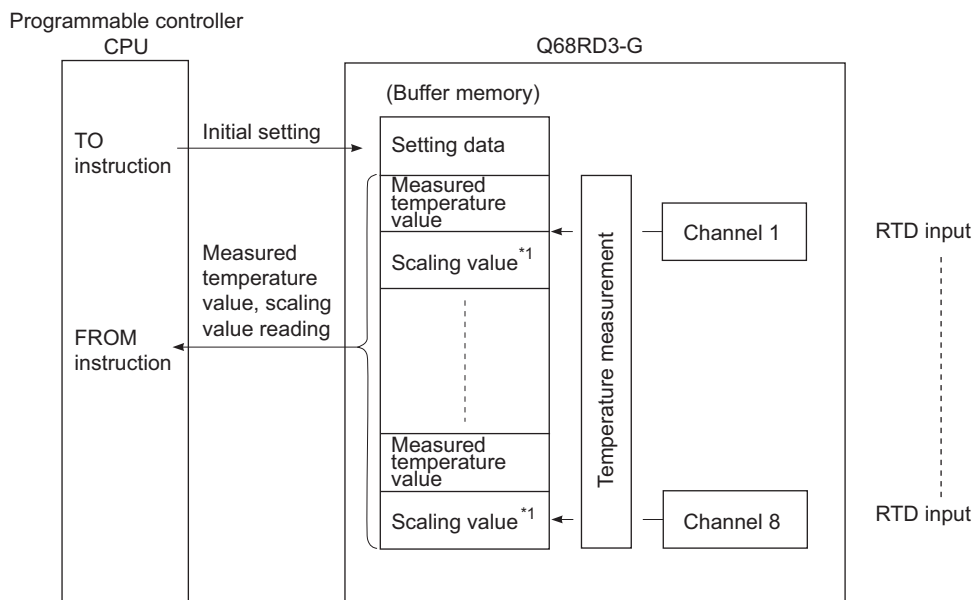 Programmable controller
CPU
Q68RD3-G
(Buffer memory)
TO
instruction
Initial setting
Setting data
Measured
temperature
value
Scaling value*1
Measured
temperature
value, scaling
value reading
FROM
instruction
Measured
temperature
value
Scaling value*1
Temperature measurement
Channel 1
RTD input
Channel 8
RTD input